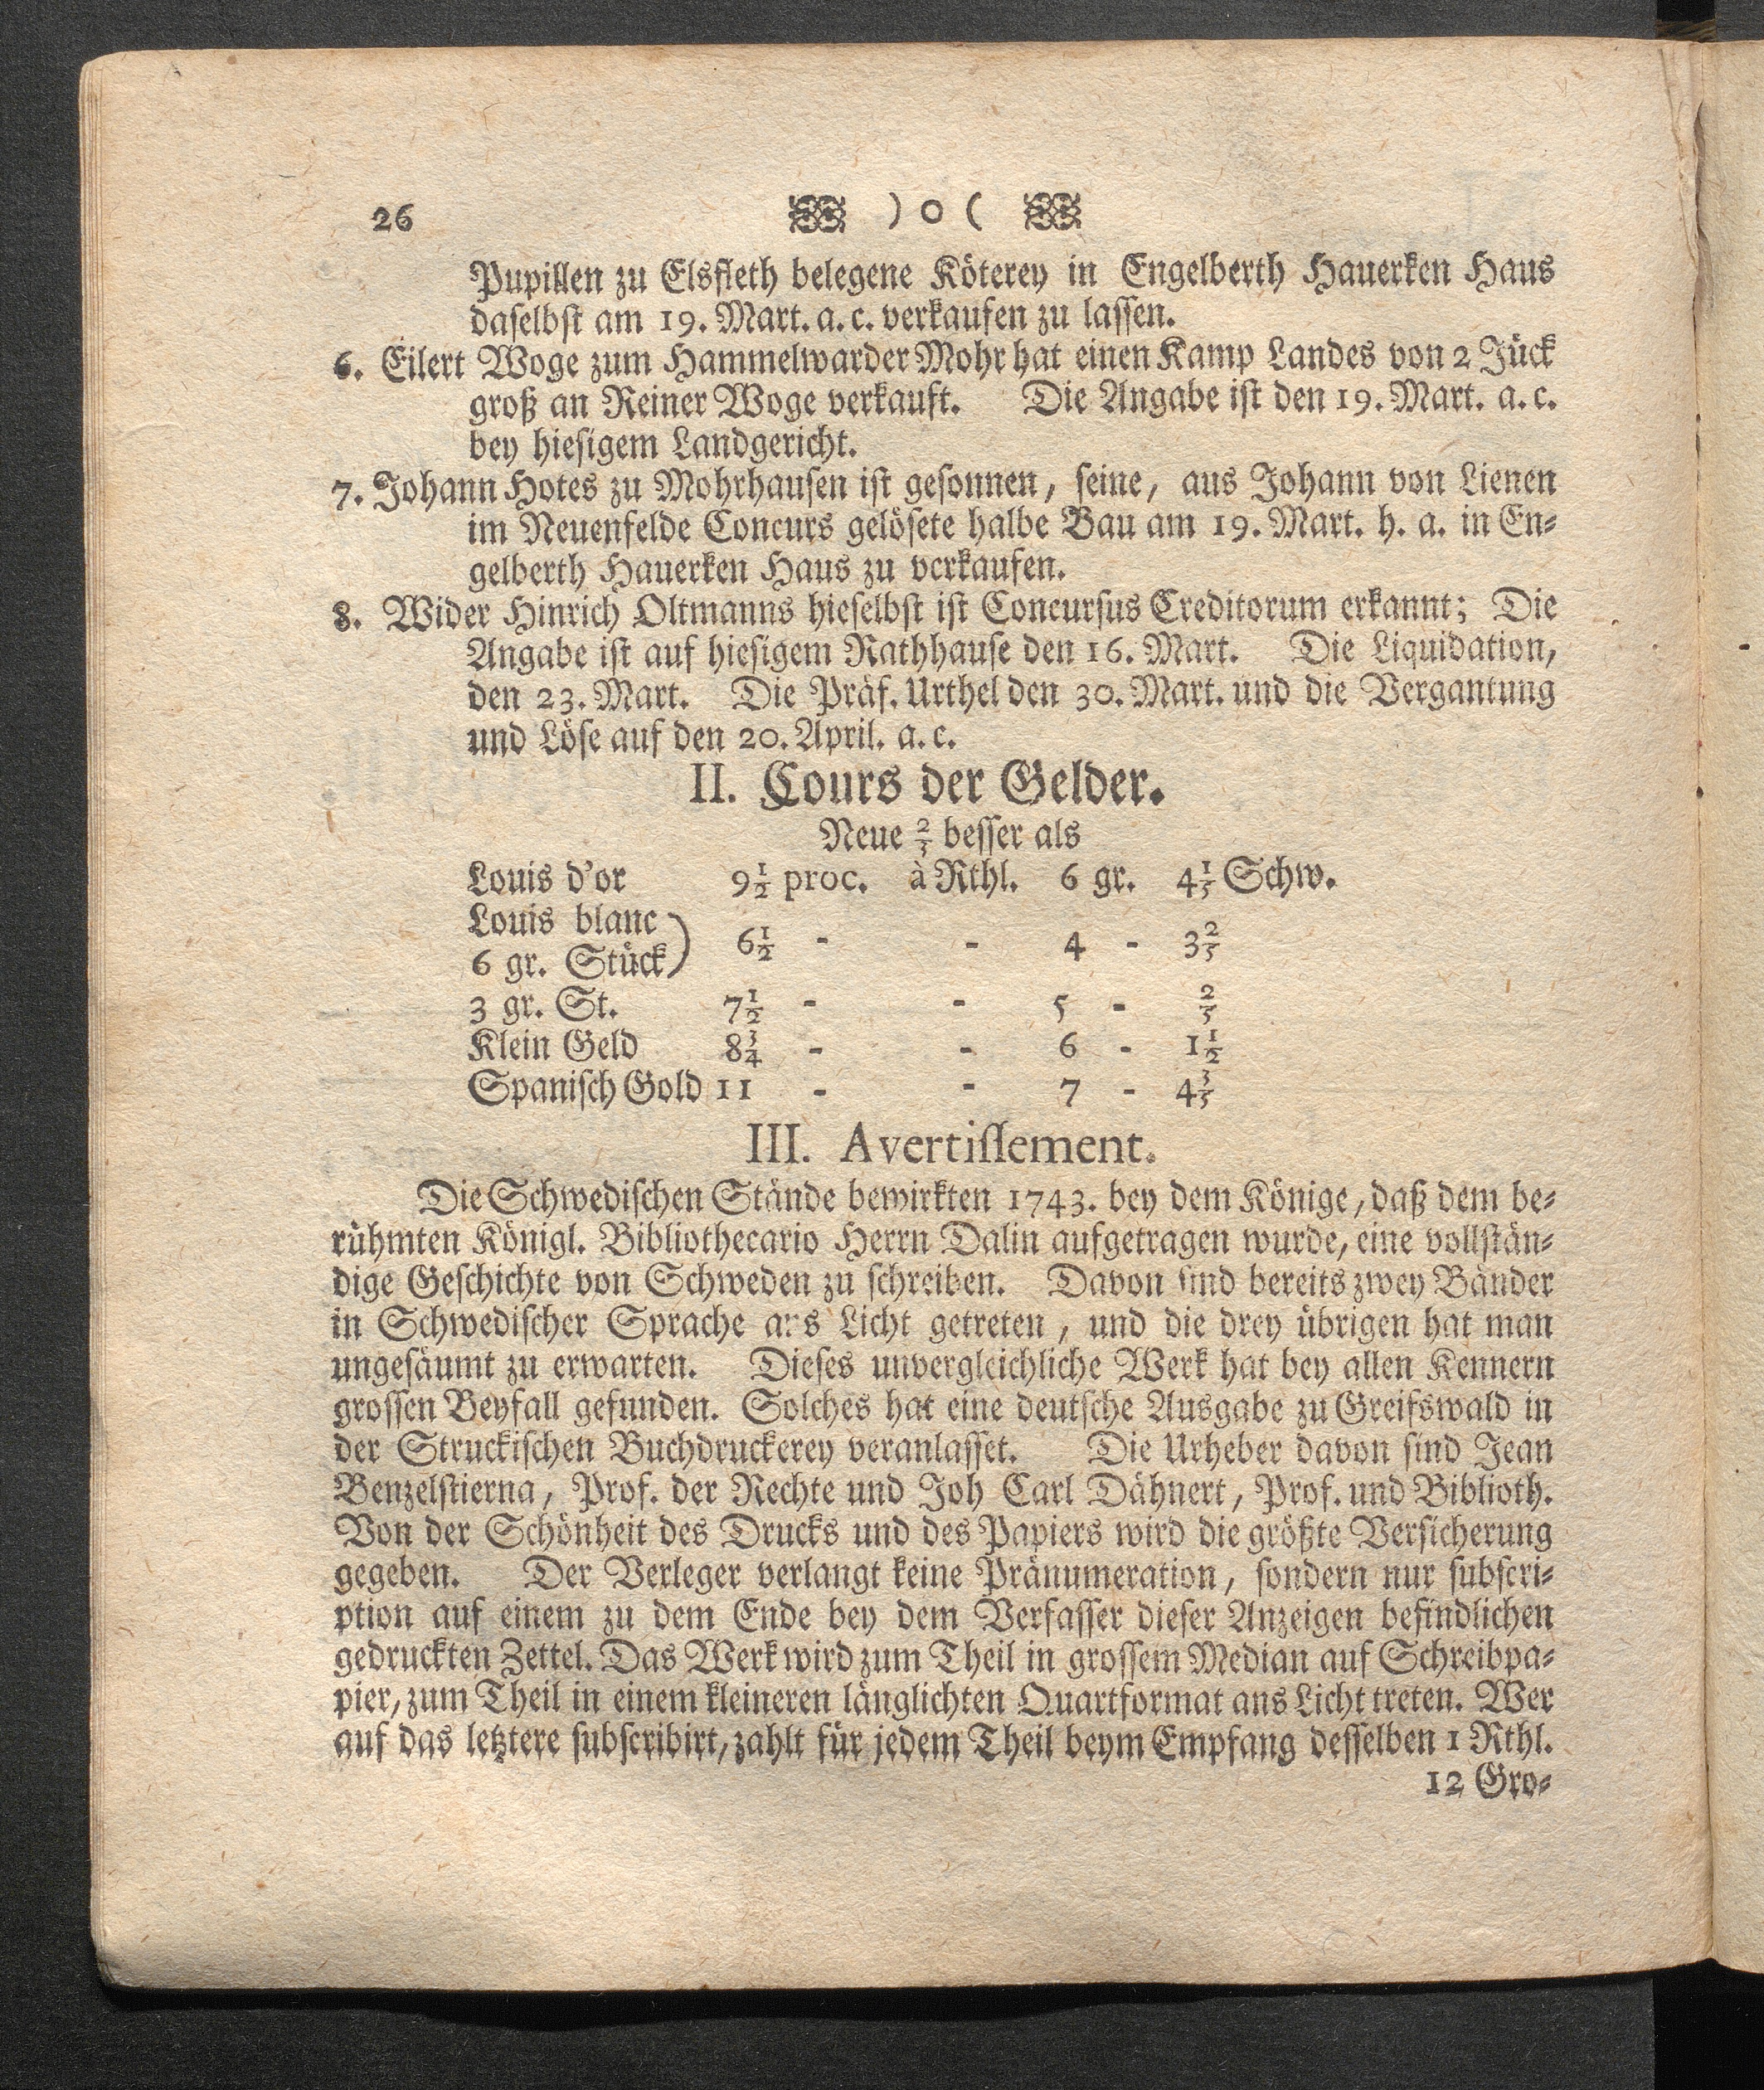 26 ) o (
Pupillen zu Elsfleth belegene Köterey in Engelberth Hauerken Haus
daselbst am 19. Mart. a. c. verkaufen zu lassen.
6. Eilert Woge zum Hammelwarder Mohr hat einen Kamp Landes von 2 Jück
groß an Reiner Woge verkauft. Die Angabe ist den 19. Mart. a. c.
bey hiesigem Landgericht.
7. Johann Hotes zu Mohrhausen ist gesonnen, seine, aus Johann von Lienen
im Neuenfelde Concurs gelösete halbe Bau am 19. Mart. h. a. in En-
gelberth Hauerken Haus zu verkaufen.
8. Wider Hinrich Oltmanns hieselbst ist Concursus Creditorum erkannt; Die
Angabe ist auf hiesigem Rathhause den 16. Mart. Die Liquidation,
den 23. Mart. Die Präf. Urthel den 30. Mart. und die Vergantung
und Löse auf den 20. April. a. c.
II. Cours der Gelder.
Neue 2/3 besser als
Louis d'or 9 1/2 proc. à Rthl. 6 gr. 4 1/5 Schw.
Louis blanc
6 gr. Stück) 6 1/2 - - 4 - 3 2/5
3 gr. St. 7 1/2 - - 5 - 2/5
Klein Geld 8 3/4 - - 6 - 1 1/2
Spanisch Gold 11 - - 7 - 4 3/5
III. Avertissement.
Die Schwedischen Stände bewirkten 1743. bey dem Könige, daß dem be-
rühmten Königl. Bibliothecario Herrn Dalin aufgetragen wurde, eine vollstän-
dige Geschichte von Schweden zu schreiben. Davon sind bereits zwey Bänder
in Schwedischer Sprache ans Licht getreten, und die drey übrigen hat man
ungesäumt zu erwarten. Dieses unvergleichliche Werk hat bey allen Kennern
grossen Beyfall gefunden. Solches hat eine deutsche Ausgabe zu Greifswald in
der Struckischen Buchdruckerey veranlasset. Die Urheber davon sind Jean
Benzelstierna, Prof. der Rechte und Joh Carl Dähnert, Prof. und Biblioth.
Von der Schönheit des Drucks und des Papiers wird die größte Versicherung
gegeben. Der Verleger verlangt keine Pränumeration, sondern nur subscri-
ption auf einem zu dem Ende bey dem Verfasser dieser Anzeigen befindlichen
gedruckten Zettel. Das Werk wird zum Theil in grossem Median auf Schreibpa-
pier, zum Theil in einem kleineren länglichten Quartformat ans Licht treten. Wer
auf das letztere subscribirt, zahlt für jedem Theil beym Empfang desselben 1 Rthl.
12 Gro-